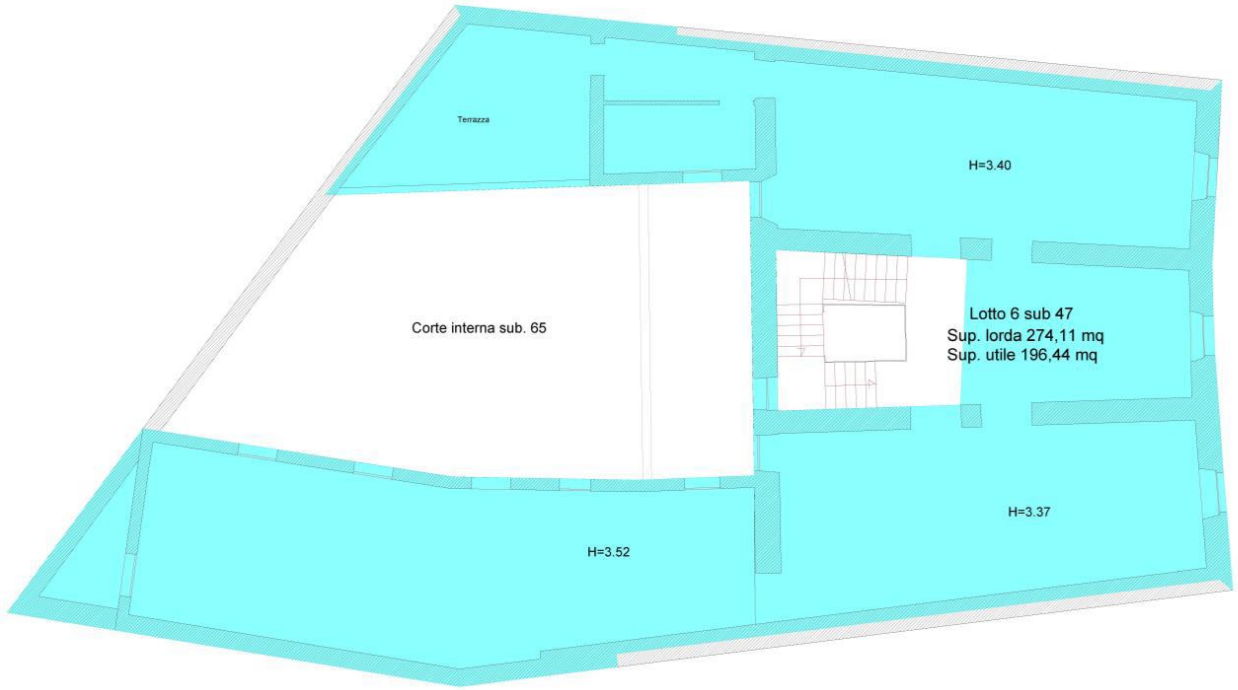 Terrazza
H=3.40
Corte interna sub. 65
Lotto 6 sub 47
Sup. lorda 274,11 mq
Sup. utile 196,44 mq
H=3.37
H=3.52